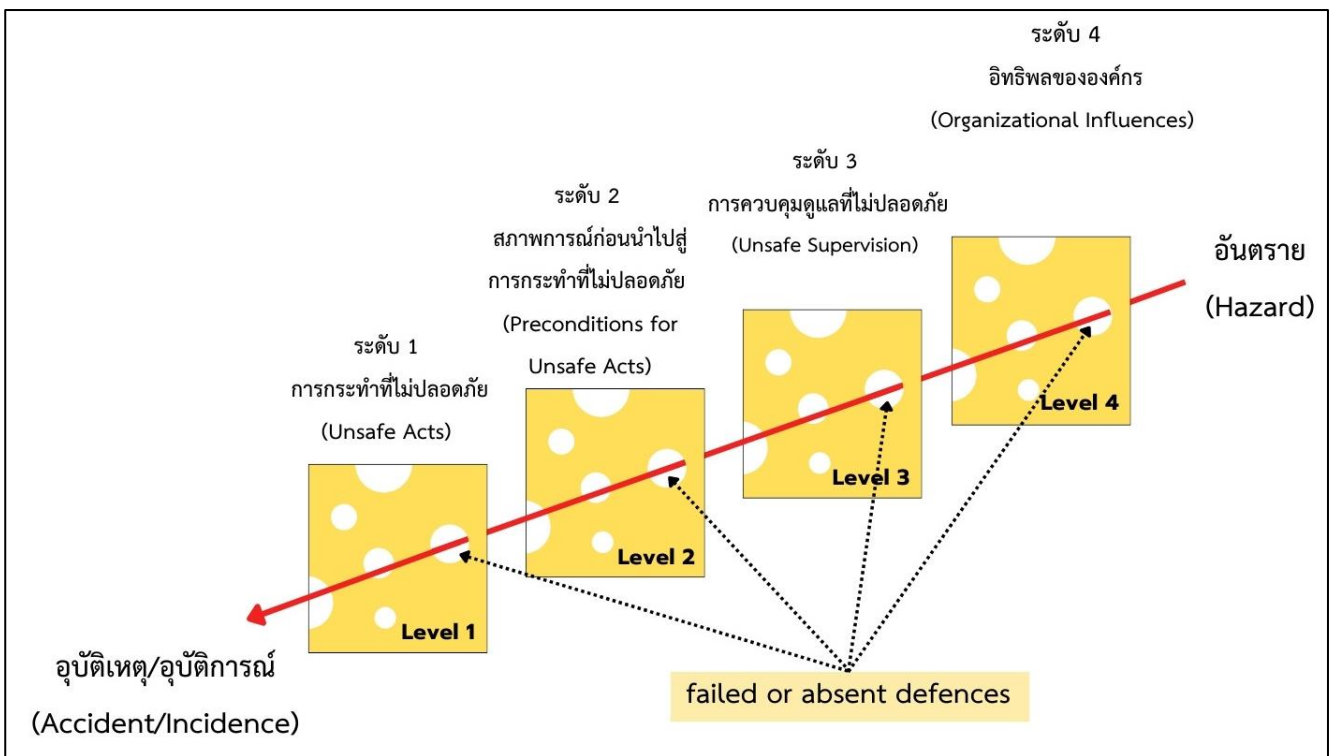 ระดับ 4
อิทธิพลขององค์กร
(Organizational Influences)
ระดับ 3
การควบคุมดูแลที่ไม่ปลอดภัย
(Unsafe Supervision)
ระดับ 2
สภาพการณ์ก่อนนำไปสู่
การกระทำที่ไม่ปลอดภัย
(Preconditions for
Unsafe Acts)
ระดับ 1
การกระทำที่ไม่ปลอดภัย
(Unsafe Acts)
อันตราย
(Hazard)
Level 4
Level 3
Level 2
Level 1
อุบัติเหตุ/อุบัติการณ์
(Accident/Incidence)
failed or absent defences